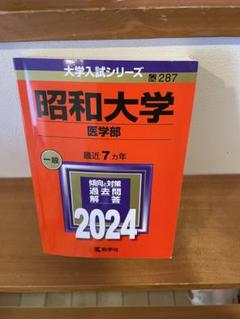 大学入試シリーズ 287
昭和大学
医学部
一般
最近7カ年
傾向と対策
過去問
解答
2024
教学社